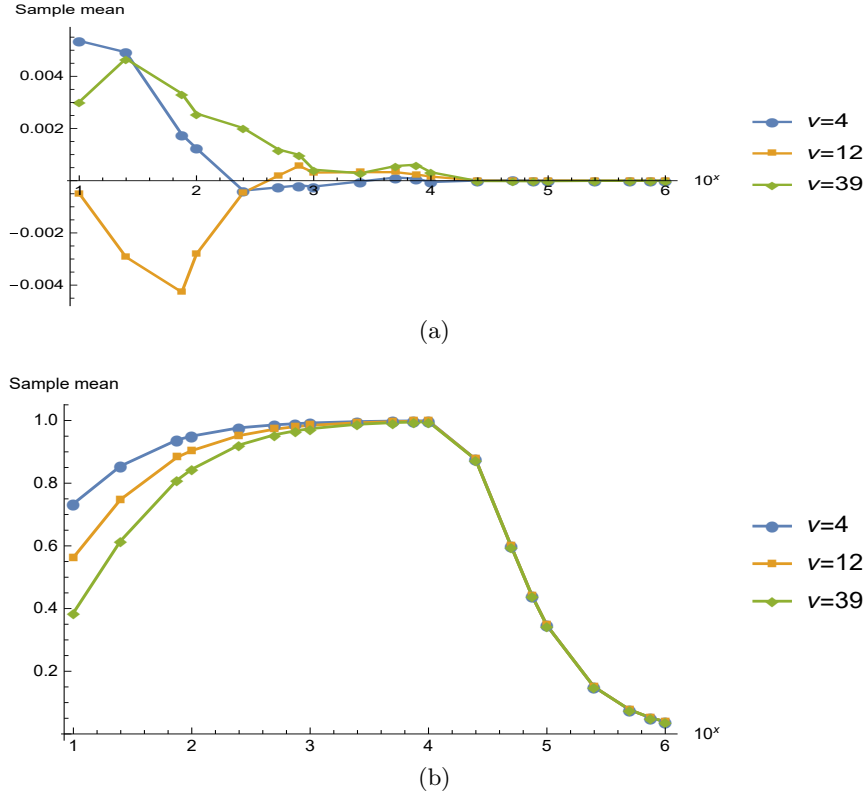 Sample mean
0.004
0.002
−0.002
−0.004
1 2 3 4 5 6
10^x
v=4
v=12
v=39
(a)
Sample mean
1.0
0.8
0.6
0.4
0.2
1 2 3 4 5 6
10^x
v=4
v=12
v=39
(b)